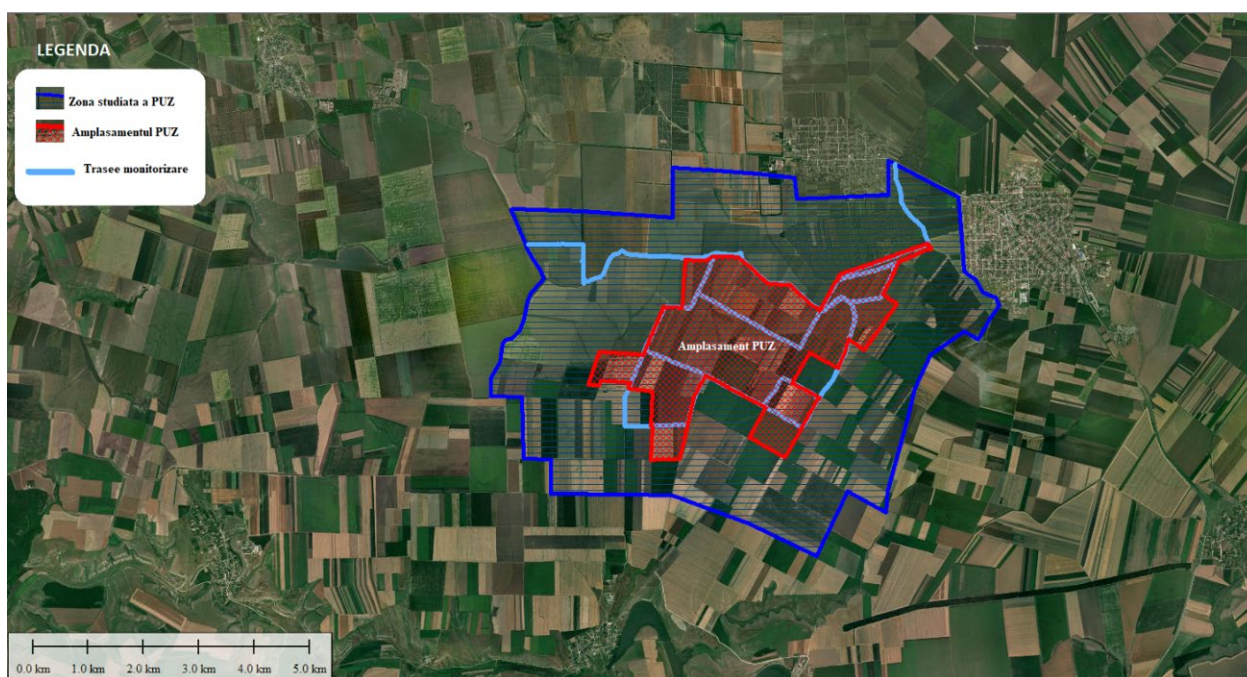 LEGENDA
Zona studiata a PUZ
Amplasamentul PUZ
Trasee monitorizare
Amplasament PUZ
0.0 km 1.0 km 2.0 km 3.0 km 4.0 km 5.0 km